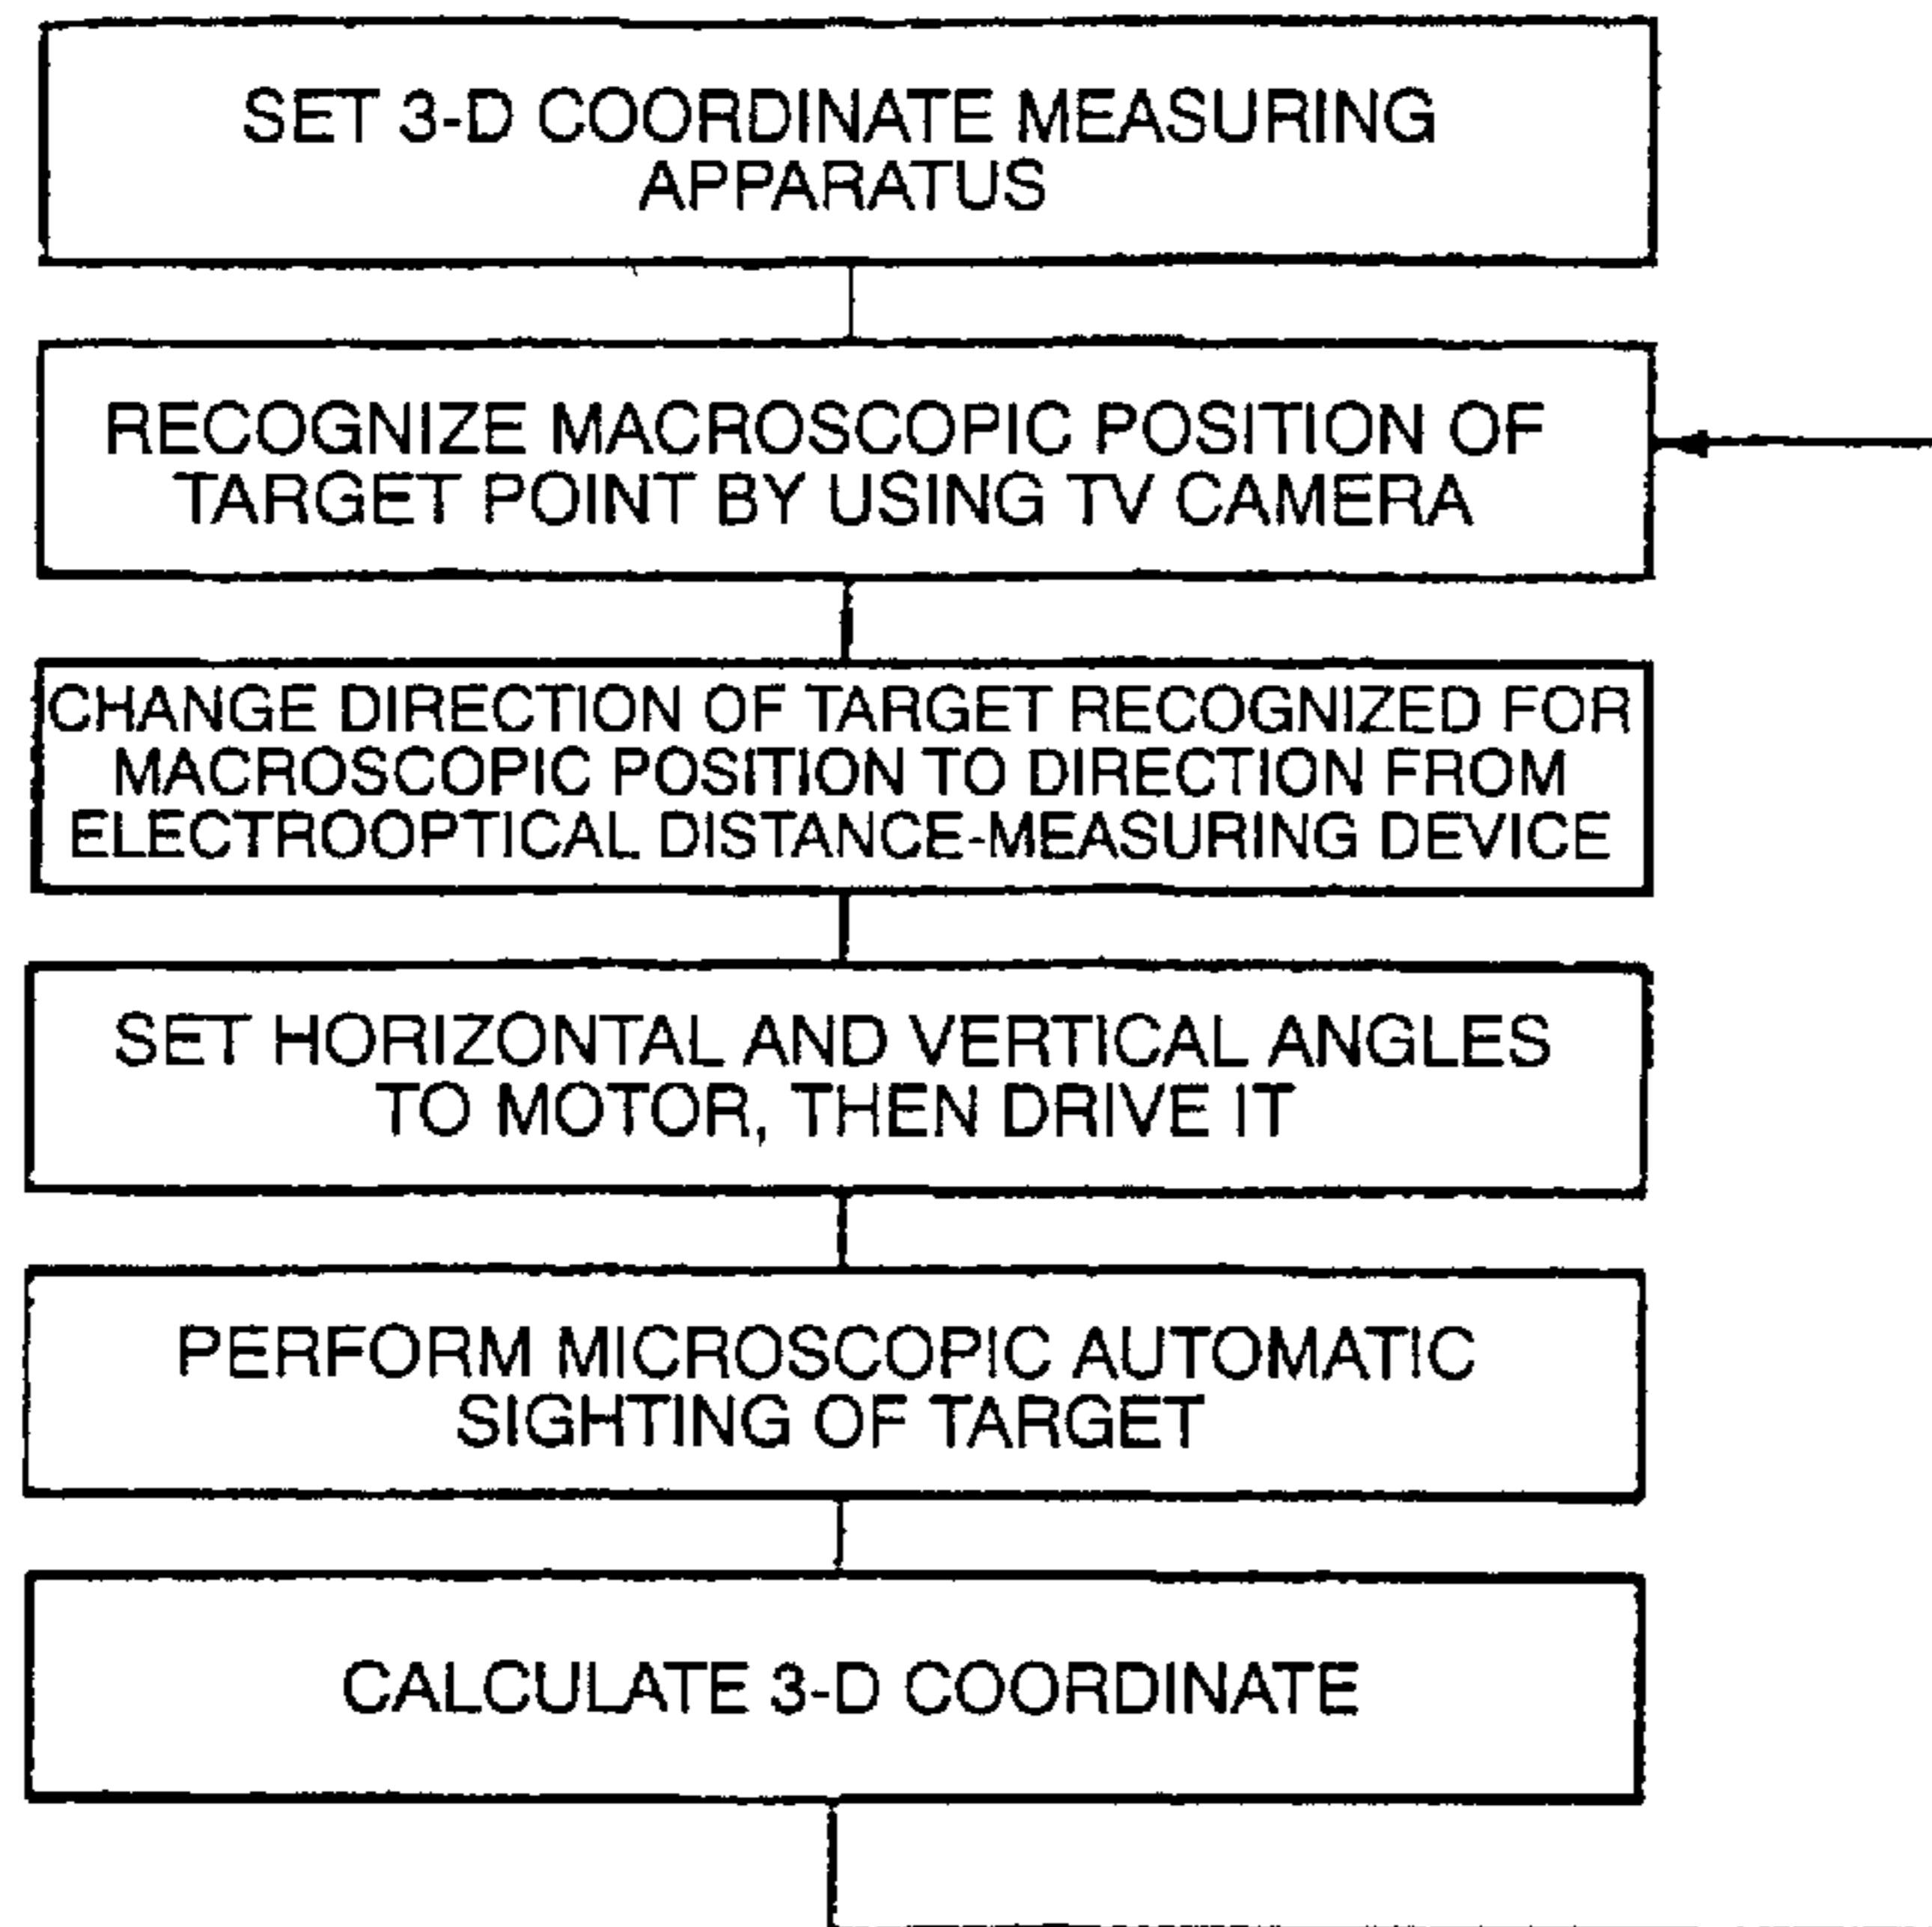 SET 3-D COORDINATE MEASURING
APPARATUS
RECOGNIZE MACROSCOPIC POSITION OF
TARGET POINT BY USING TV CAMERA
CHANGE DIRECTION OF TARGET RECOGNIZED FOR
MACROSCOPIC POSITION TO DIRECTION FROM
ELECTROOPTICAL DISTANCE-MEASURING DEVICE
SET HORIZONTAL AND VERTICAL ANGLES
TO MOTOR, THEN DRIVE IT
PERFORM MICROSCOPIC AUTOMATIC
SIGHTING OF TARGET
CALCULATE 3-D COORDINATE